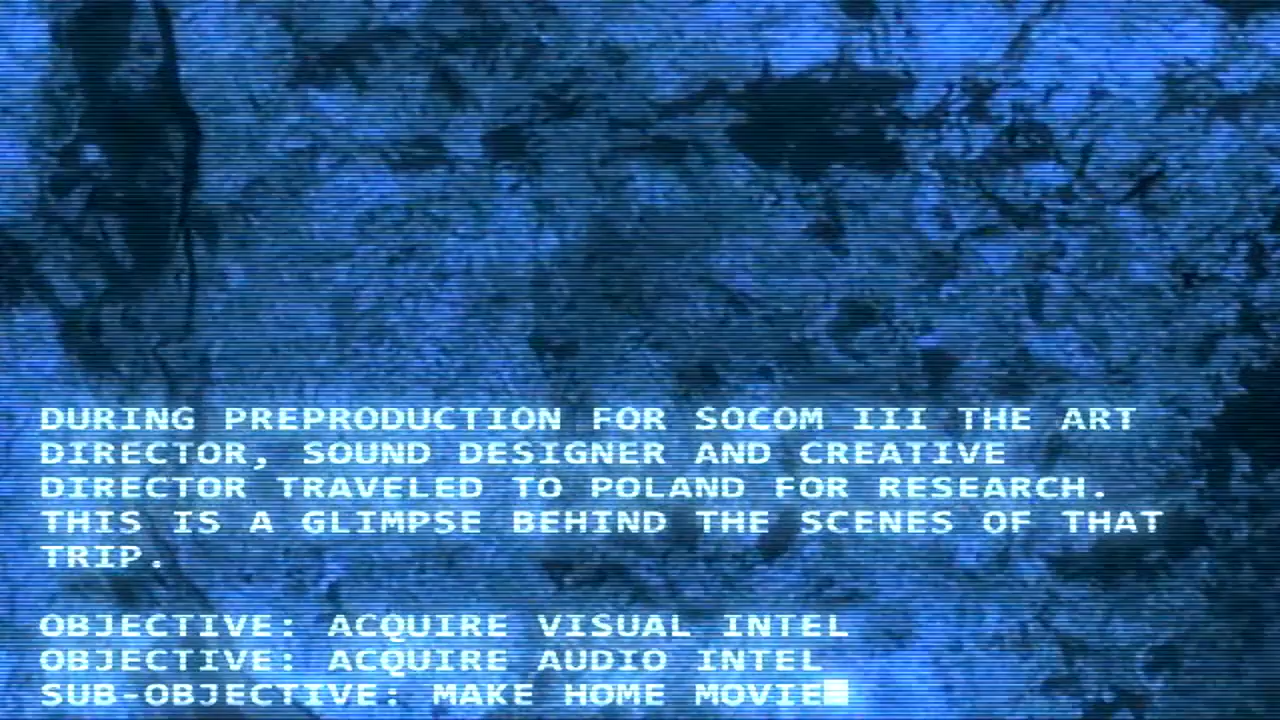 DURING PREPRODUCTION FOR SOCOM III THE ART
DIRECTOR, SOUND DESIGNER AND CREATIVE
DIRECTOR TRAVELED TO POLAND FOR RESEARCH.
THIS IS A GLIMPSE BEHIND THE SCENES OF THAT
TRIP.
OBJECTIVE: ACQUIRE VISUAL INTEL
OBJECTIVE: ACQUIRE AUDIO INTEL
SUB-OBJECTIVE: MAKE HOME MOVIE